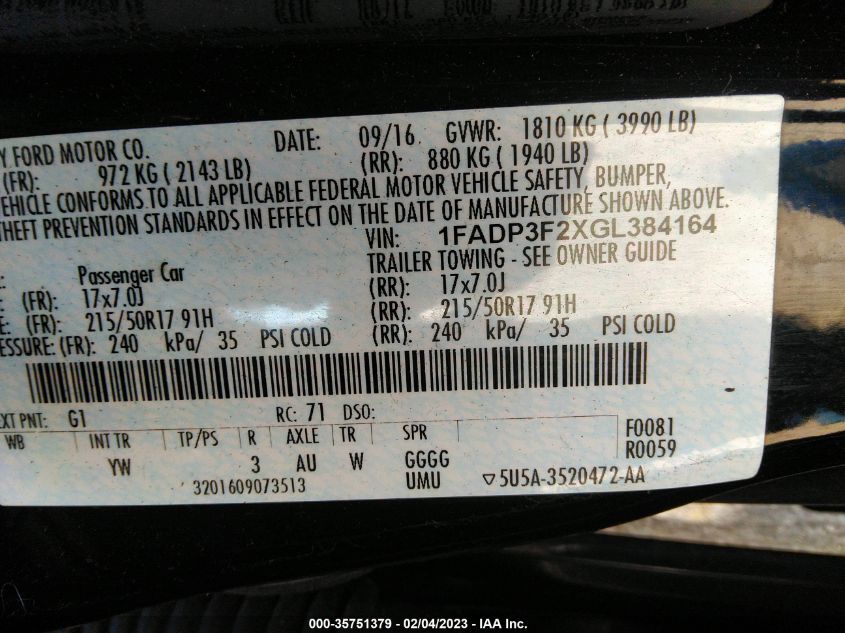 Y FORD MOTOR CO. DATE: 09/16 GVWR: 1810 KG ( 3990 LB)
(FR): 972 KG ( 2143 LB) (RR): 880 KG ( 1940 LB)
EHICLE CONFORMS TO ALL APPLICABLE FEDERAL MOTOR VEHICLE SAFETY, BUMPER,
THEFT PREVENTION STANDARDS IN EFFECT ON THE DATE OF MANUFACTURE SHOWN ABOVE.
VIN: 1FADP3F2XGL384164
: Passenger Car TRAILER TOWING - SEE OWNER GUIDE
E: (FR): 17x7.0J (RR): 17x7.0J
E: (FR): 215/50R17 91H (RR): 215/50R17 91H
ESSURE: (FR): 240 kPa/ 35 PSI COLD (RR): 240 kPa/ 35 PSI COLD
EXT PNT: G1 RC: 71 DSO:
WB INT TR TP/PS R AXLE TR SPR F0081
YW 3 AU W GGGG R0059
3201609073513 UMU ▽5U5A-3520472-AA
000-35751379 - 02/04/2023 - IAA Inc.